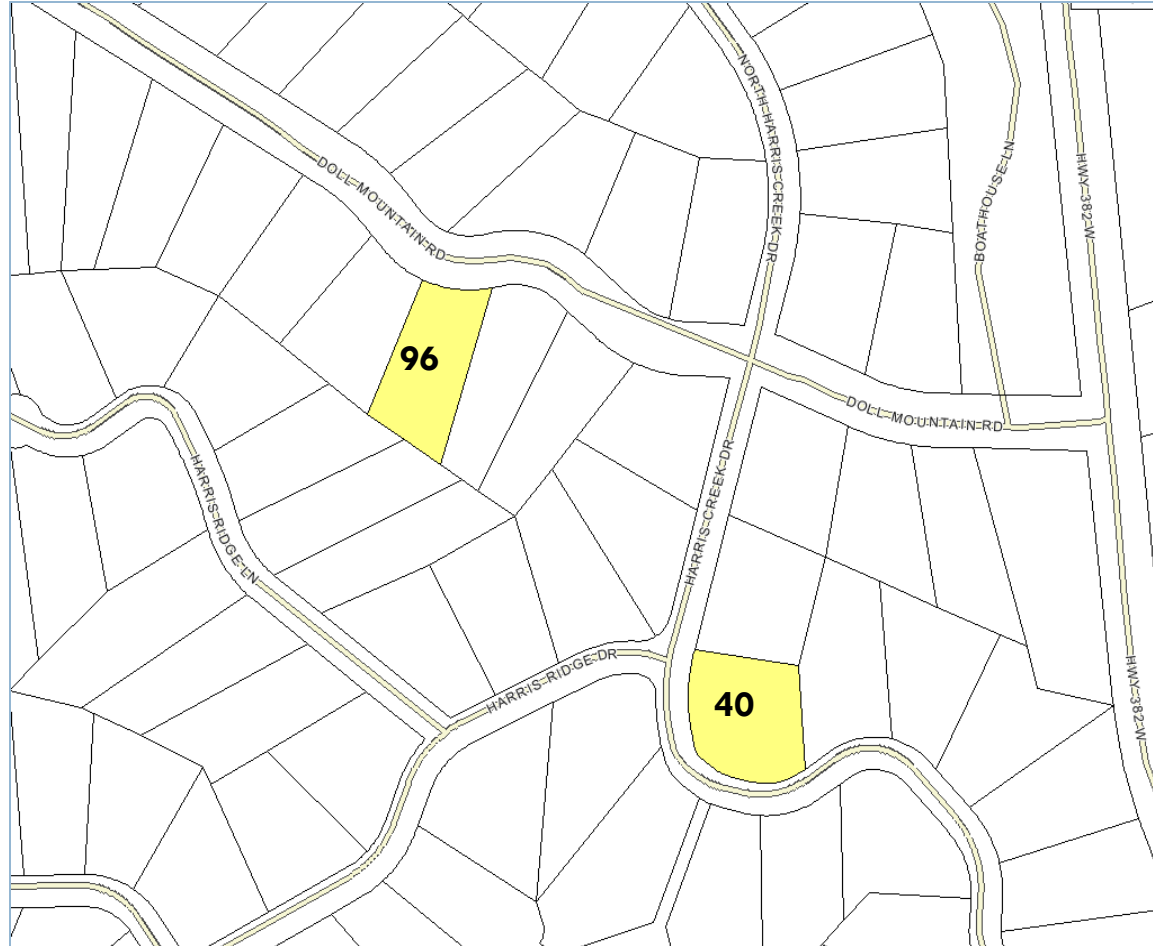 NORTH HARRIS CREEK DR
DOLL MOUNTAIN RD
BOATHOUSE LN
HWY 382 W
96
DOLL MOUNTAIN RD
HARRIS CREEK DR
HARRIS RIDGE LN
HARRIS RIDGE DR
40
HWY 382 W